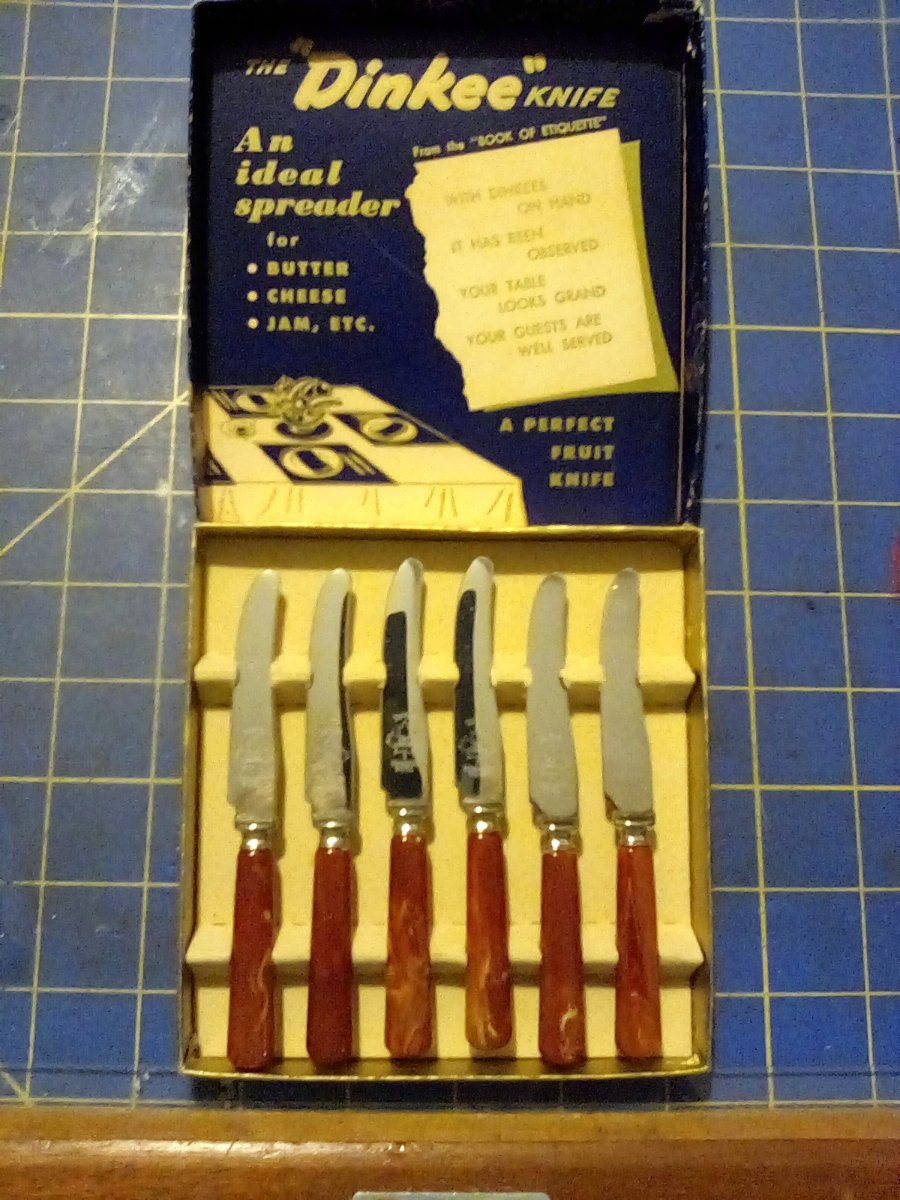 THE "Dinkee" KNIFE
An
ideal
spreader
for
• BUTTER
• CHEESE
• JAM, ETC.
From the "BOOK OF ETIQUETTE"
WITH DINKEES
ON HAND
IT HAS BEEN
OBSERVED
YOUR TABLE
LOOKS GRAND
YOUR GUESTS ARE
WELL SERVED
A PERFECT
FRUIT
KNIFE